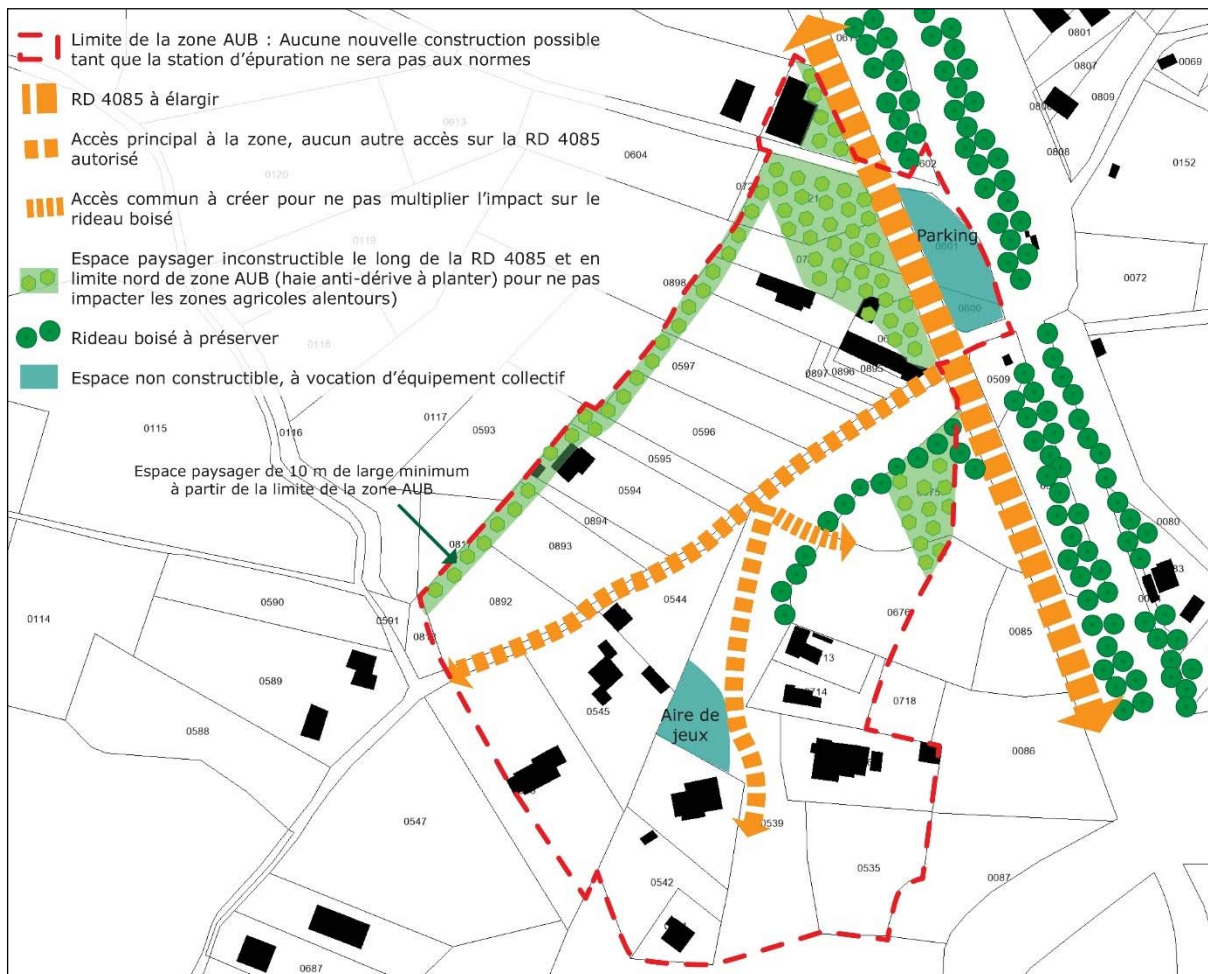 Limite de la zone AUB : Aucune nouvelle construction possible
tant que la station d'épuration ne sera pas aux normes
RD 4085 à élargir
Accès principal à la zone, aucun autre accès sur la RD 4085
autorisé
Accès commun à créer pour ne pas multiplier l'impact sur le
rideau boisé
Espace paysager inconstructible le long de la RD 4085 et en
limite nord de zone AUB (haie anti-dérive à planter) pour ne pas
impacter les zones agricoles alentours)
Rideau boisé à préserver
Espace non constructible, à vocation d'équipement collectif
0801
0807
0069
0809
0808
0152
0613
0604
0602
0120
Parking
0601
0119
0072
0898
0600
0118
0597
0897
0896
0895
0509
0117
0593
0115
0116
0596
0595
Espace paysager de 10 m de large minimum
à partir de la limite de la zone AUB
0594
0894
0893
0080
0892
0590
0591
0544
0114
0676
0085
0589
0714
0718
0545
Aire de
jeux
0588
0086
0547
0539
0535
0087
0542
0687